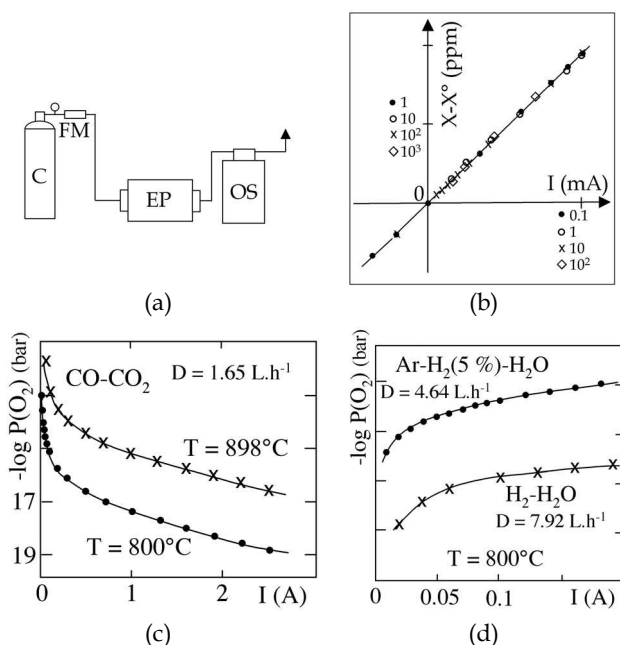 C
FM
EP
OS
(a)
X-X° (ppm)
• 1
o 10
x 10²
◇ 10³
0
I (mA)
• 0.1
o 1
x 10
◇ 10²
(b)
-log P(O₂) (bar)
CO-CO₂
D = 1.65 L.h⁻¹
T = 898°C
17
T = 800°C
19
0
1
2
I (A)
(c)
-log P(O₂) (bar)
Ar-H₂(5 %)-H₂O
D = 4.64 L.h⁻¹
H₂-H₂O
D = 7.92 L.h⁻¹
T = 800°C
0
0.05
0.1
I (A)
(d)